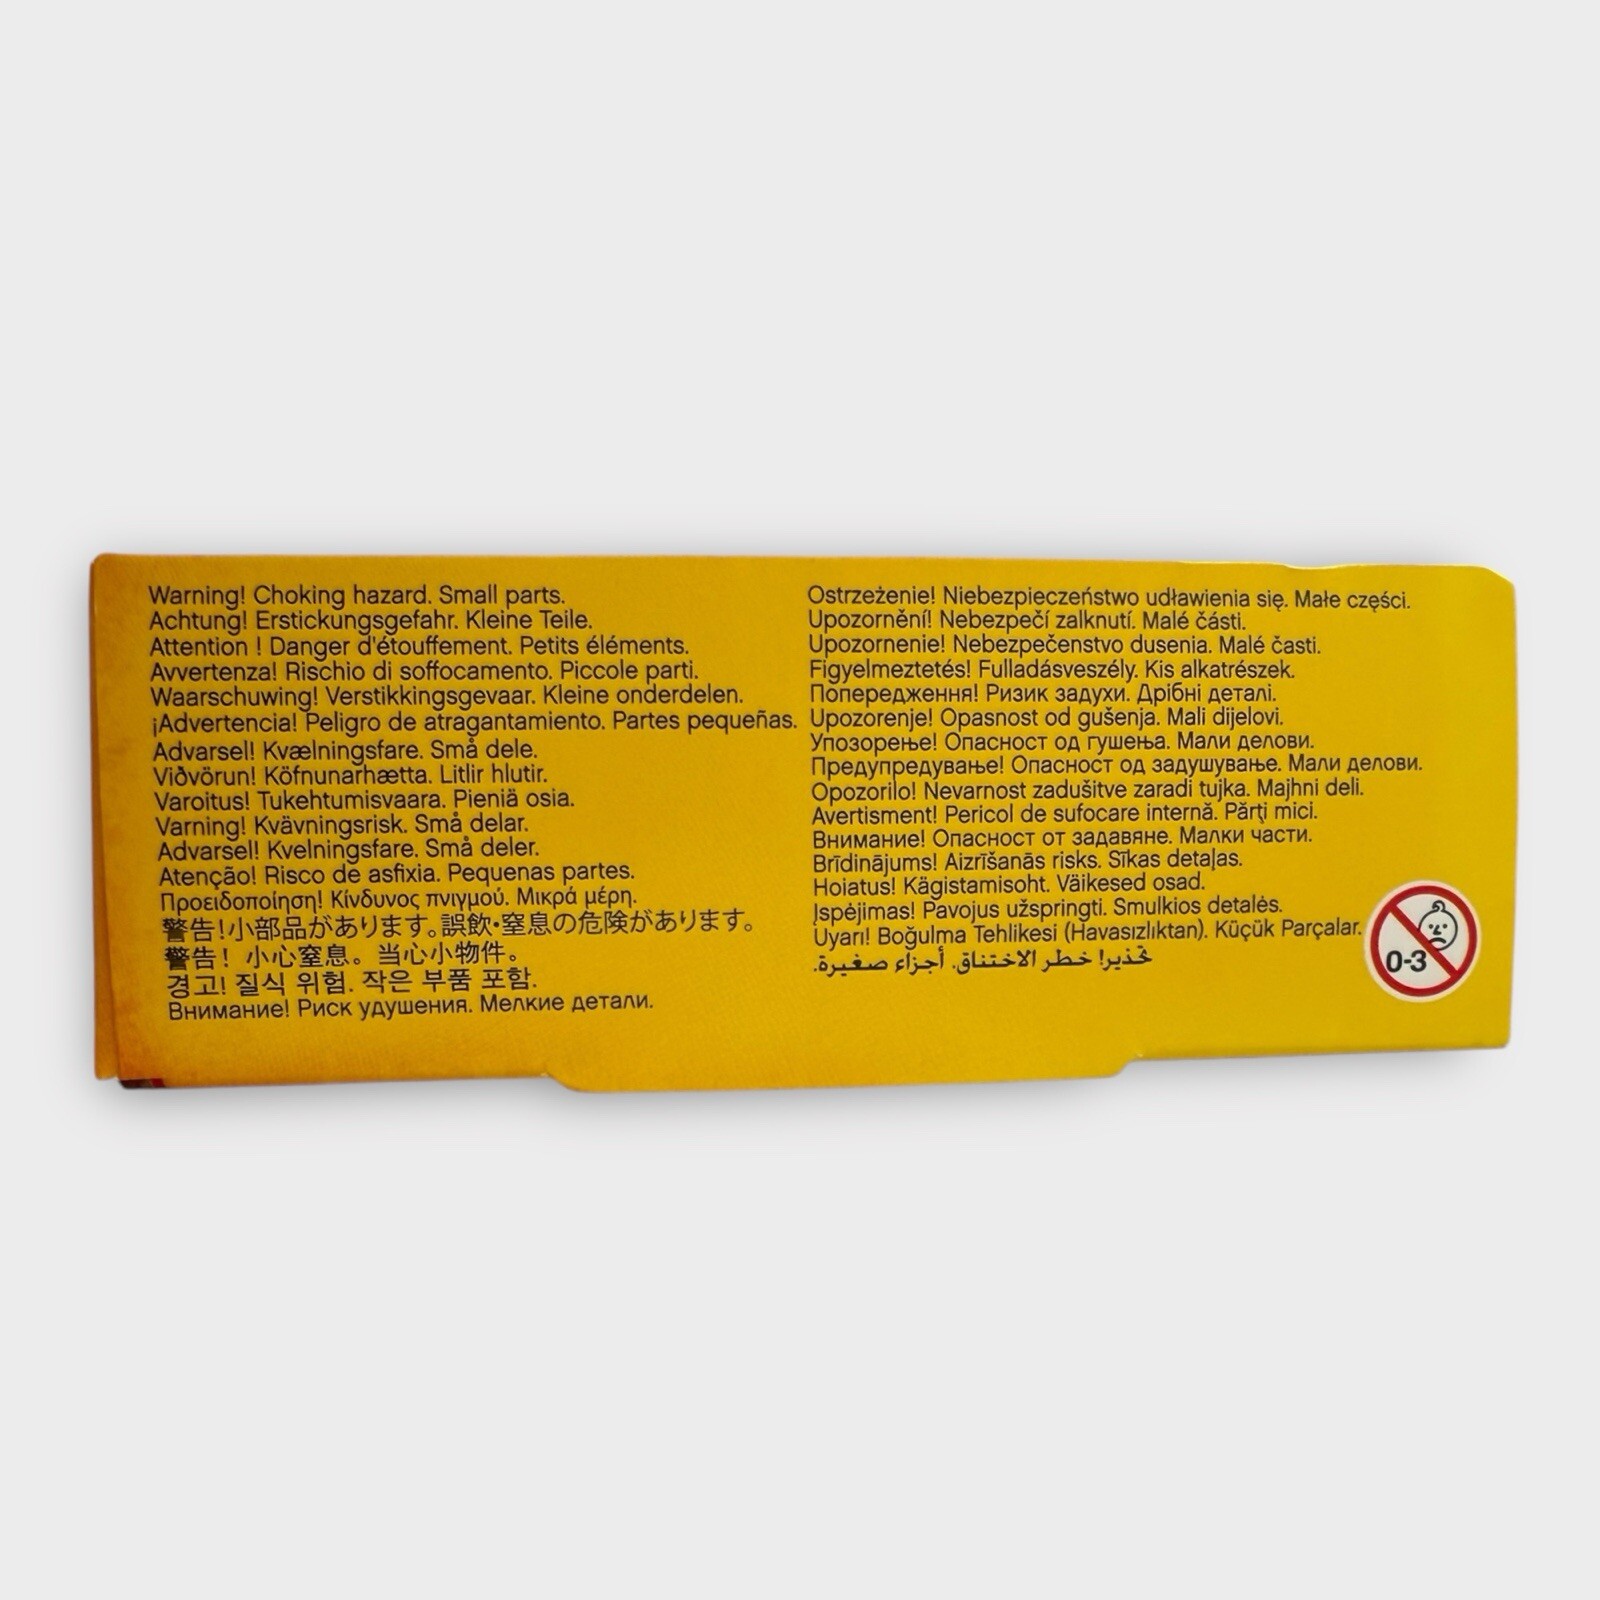 Warning! Choking hazard. Small parts.
Achtung! Erstickungsgefahr. Kleine Teile.
Attention ! Danger d'étouffement. Petits éléments.
Avvertenza! Rischio di soffocamento. Piccole parti.
Waarschuwing! Verstikkingsgevaar. Kleine onderdelen.
¡Advertencia! Peligro de atragantamiento. Partes pequeñas.
Advarsel! Kvælningsfare. Små dele.
Viðvörun! Köfnunarhætta. Litlir hlutir.
Varoitus! Tukehtumisvaara. Pieniä osia.
Varning! Kvävningsrisk. Små delar.
Advarsel! Kvelningsfare. Små deler.
Atenção! Risco de asfixia. Pequenas partes.
Προειδοποίηση! Κίνδυνος πνιγμού. Μικρά μέρη.
警告!小部品があります。誤飲・窒息の危険があります。
警告！小心窒息。当心小物件。
경고! 질식 위험. 작은 부품 포함.
Внимание! Риск удушения. Мелкие детали.
Ostrzeżenie! Niebezpieczeństwo udławienia się. Małe części.
Upozornění! Nebezpečí zalknutí. Malé části.
Upozornenie! Nebezpečenstvo dusenia. Malé časti.
Figyelmeztetés! Fulladásveszély. Kis alkatrészek.
Попередження! Ризик задухи. Дрібні деталі.
Upozorenje! Opasnost od gušenja. Mali dijelovi.
Упозорење! Опасност од гушења. Мали делови.
Предупредување! Опасност од задушување. Мали делови.
Opozorilo! Nevarnost zadušitve zaradi tujka. Majhni deli.
Avertisment! Pericol de sufocare internă. Părţi mici.
Внимание! Опасност от задавяне. Малки части.
Brīdinājums! Aizrīšanās risks. Sīkas detaļas.
Hoiatus! Kägistamisoht. Väikesed osad.
Įspėjimas! Pavojus užspringti. Smulkios detalės.
Uyarı! Boğulma Tehlikesi (Havasızlıktan). Küçük Parçalar.
تحذير! خطر الاختناق. أجزاء صغيرة.
0-3